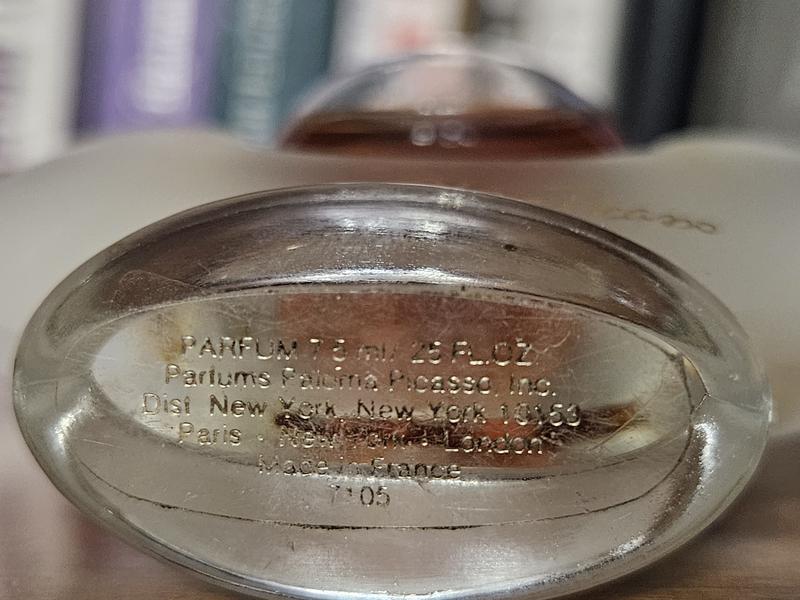 PARFUM 7.5 ml/.25 FL.OZ
Parfums Paloma Picasso, Inc.
Dist New York, New York 10153
Paris - New York - London
Made in France
7105